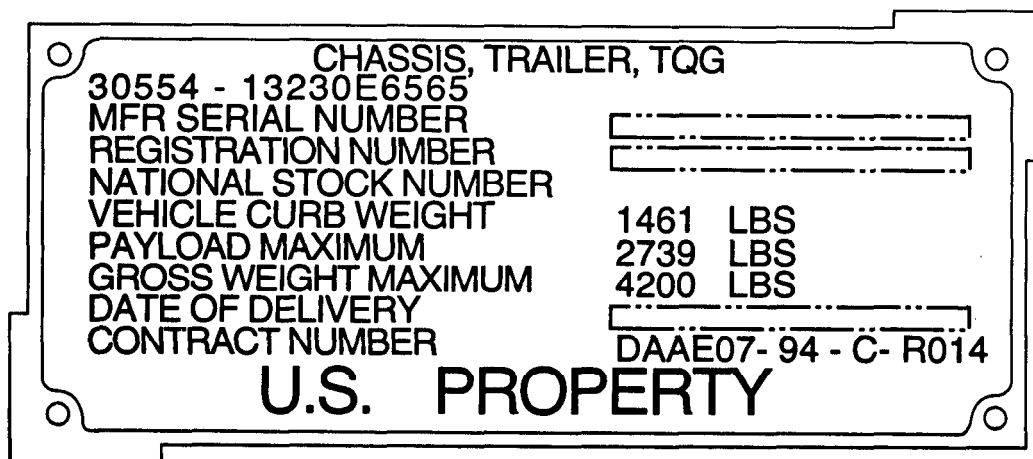 CHASSIS, TRAILER, TQG
30554 - 13230E6565
MFR SERIAL NUMBER
REGISTRATION NUMBER
NATIONAL STOCK NUMBER
VEHICLE CURB WEIGHT 1461 LBS
PAYLOAD MAXIMUM 2739 LBS
GROSS WEIGHT MAXIMUM 4200 LBS
DATE OF DELIVERY
CONTRACT NUMBER DAAE07- 94 - C- R014
U.S. PROPERTY